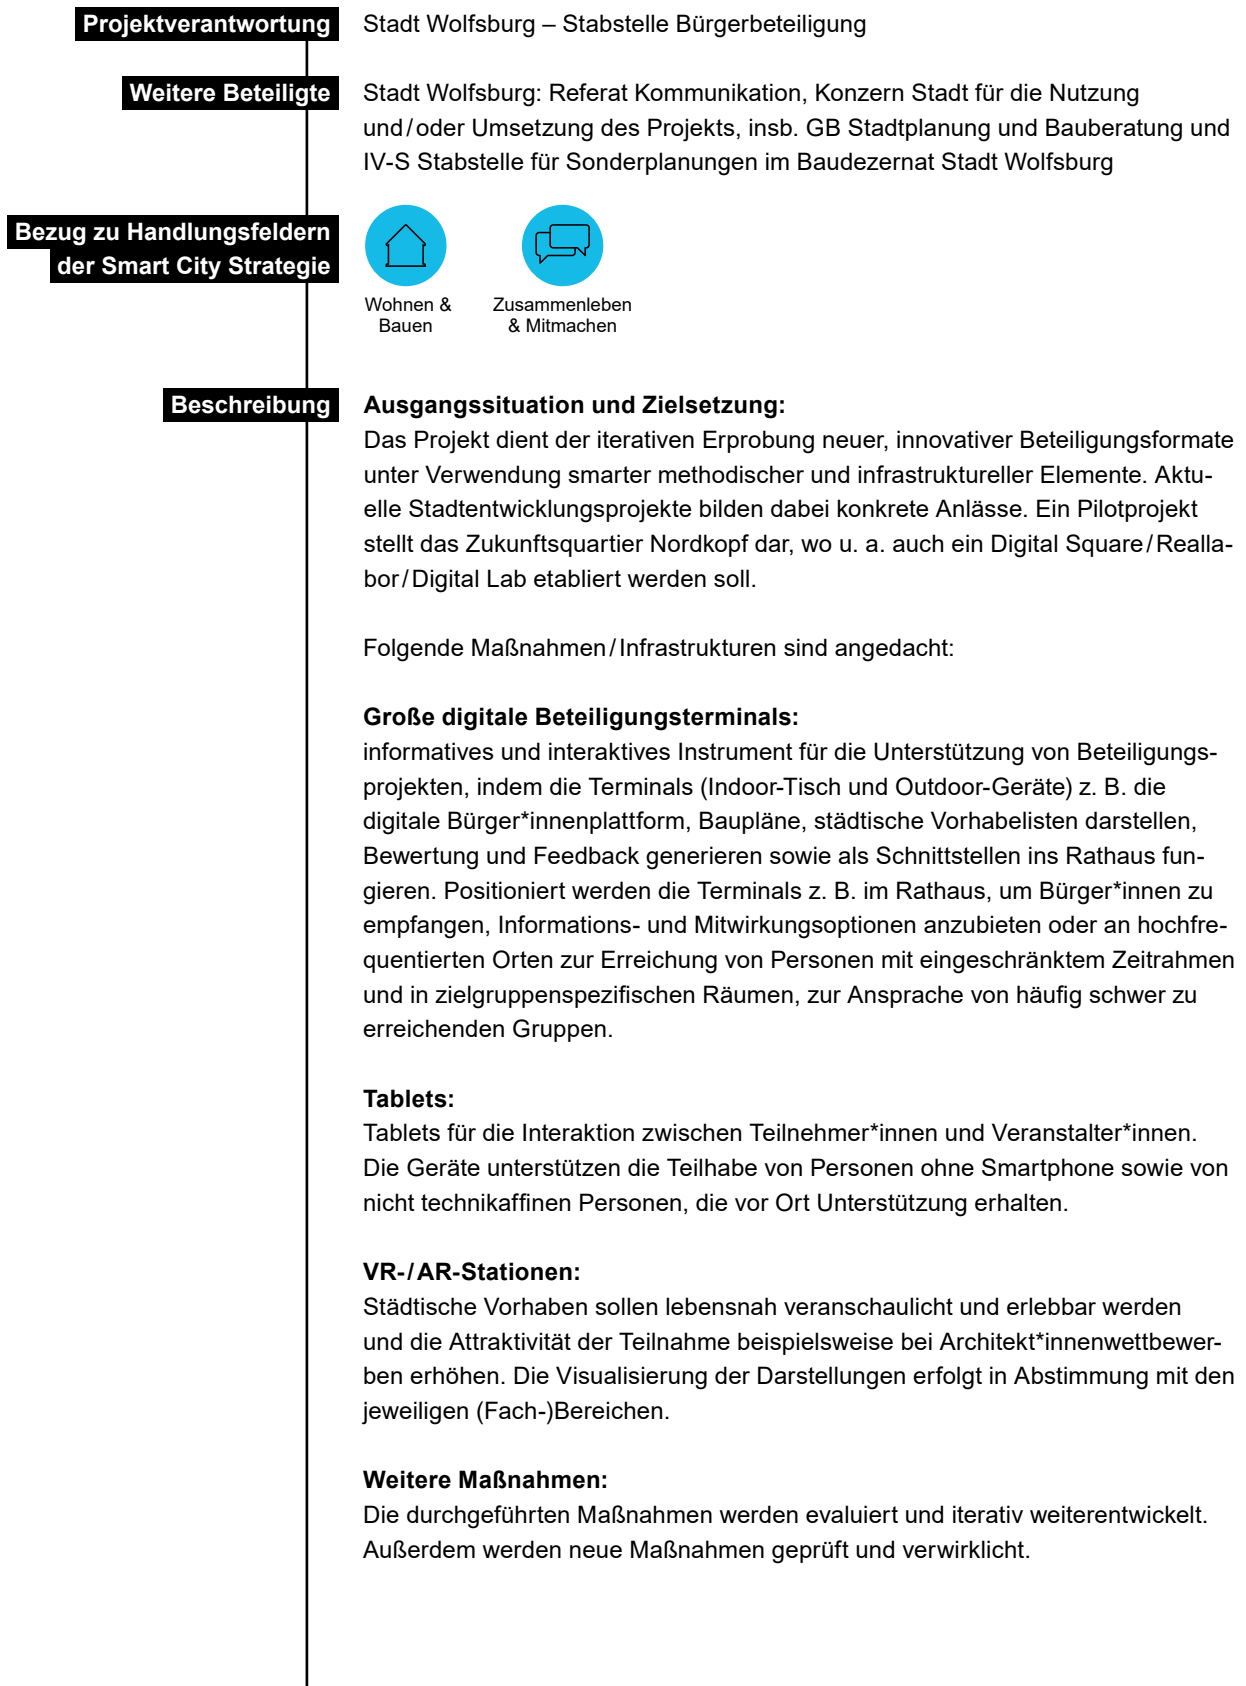 Projektverantwortung
Stadt Wolfsburg – Stabstelle Bürgerbeteiligung
Weitere Beteiligte
Stadt Wolfsburg: Referat Kommunikation, Konzern Stadt für die Nutzung
und/oder Umsetzung des Projekts, insb. GB Stadtplanung und Bauberatung und
IV-S Stabstelle für Sonderplanungen im Baudezernat Stadt Wolfsburg
Bezug zu Handlungsfeldern
der Smart City Strategie
Wohnen &
Bauen
Zusammenleben
& Mitmachen
Beschreibung
Ausgangssituation und Zielsetzung:
Das Projekt dient der iterativen Erprobung neuer, innovativer Beteiligungsformate
unter Verwendung smarter methodischer und infrastruktureller Elemente. Aktu-
elle Stadtentwicklungsprojekte bilden dabei konkrete Anlässe. Ein Pilotprojekt
stellt das Zukunftsquartier Nordkopf dar, wo u. a. auch ein Digital Square/Realla-
bor/Digital Lab etabliert werden soll.
Folgende Maßnahmen/Infrastrukturen sind angedacht:
Große digitale Beteiligungsterminals:
informatives und interaktives Instrument für die Unterstützung von Beteiligungs-
projekten, indem die Terminals (Indoor-Tisch und Outdoor-Geräte) z. B. die
digitale Bürger*innenplattform, Baupläne, städtische Vorhabelisten darstellen,
Bewertung und Feedback generieren sowie als Schnittstellen ins Rathaus fun-
gieren. Positioniert werden die Terminals z. B. im Rathaus, um Bürger*innen zu
empfangen, Informations- und Mitwirkungsoptionen anzubieten oder an hochfre-
quentierten Orten zur Erreichung von Personen mit eingeschränktem Zeitrahmen
und in zielgruppenspezifischen Räumen, zur Ansprache von häufig schwer zu
erreichenden Gruppen.
Tablets:
Tablets für die Interaktion zwischen Teilnehmer*innen und Veranstalter*innen.
Die Geräte unterstützen die Teilhabe von Personen ohne Smartphone sowie von
nicht technikaffinen Personen, die vor Ort Unterstützung erhalten.
VR-/AR-Stationen:
Städtische Vorhaben sollen lebensnah veranschaulicht und erlebbar werden
und die Attraktivität der Teilnahme beispielsweise bei Architekt*innenwettbewer-
ben erhöhen. Die Visualisierung der Darstellungen erfolgt in Abstimmung mit den
jeweiligen (Fach-)Bereichen.
Weitere Maßnahmen:
Die durchgeführten Maßnahmen werden evaluiert und iterativ weiterentwickelt.
Außerdem werden neue Maßnahmen geprüft und verwirklicht.